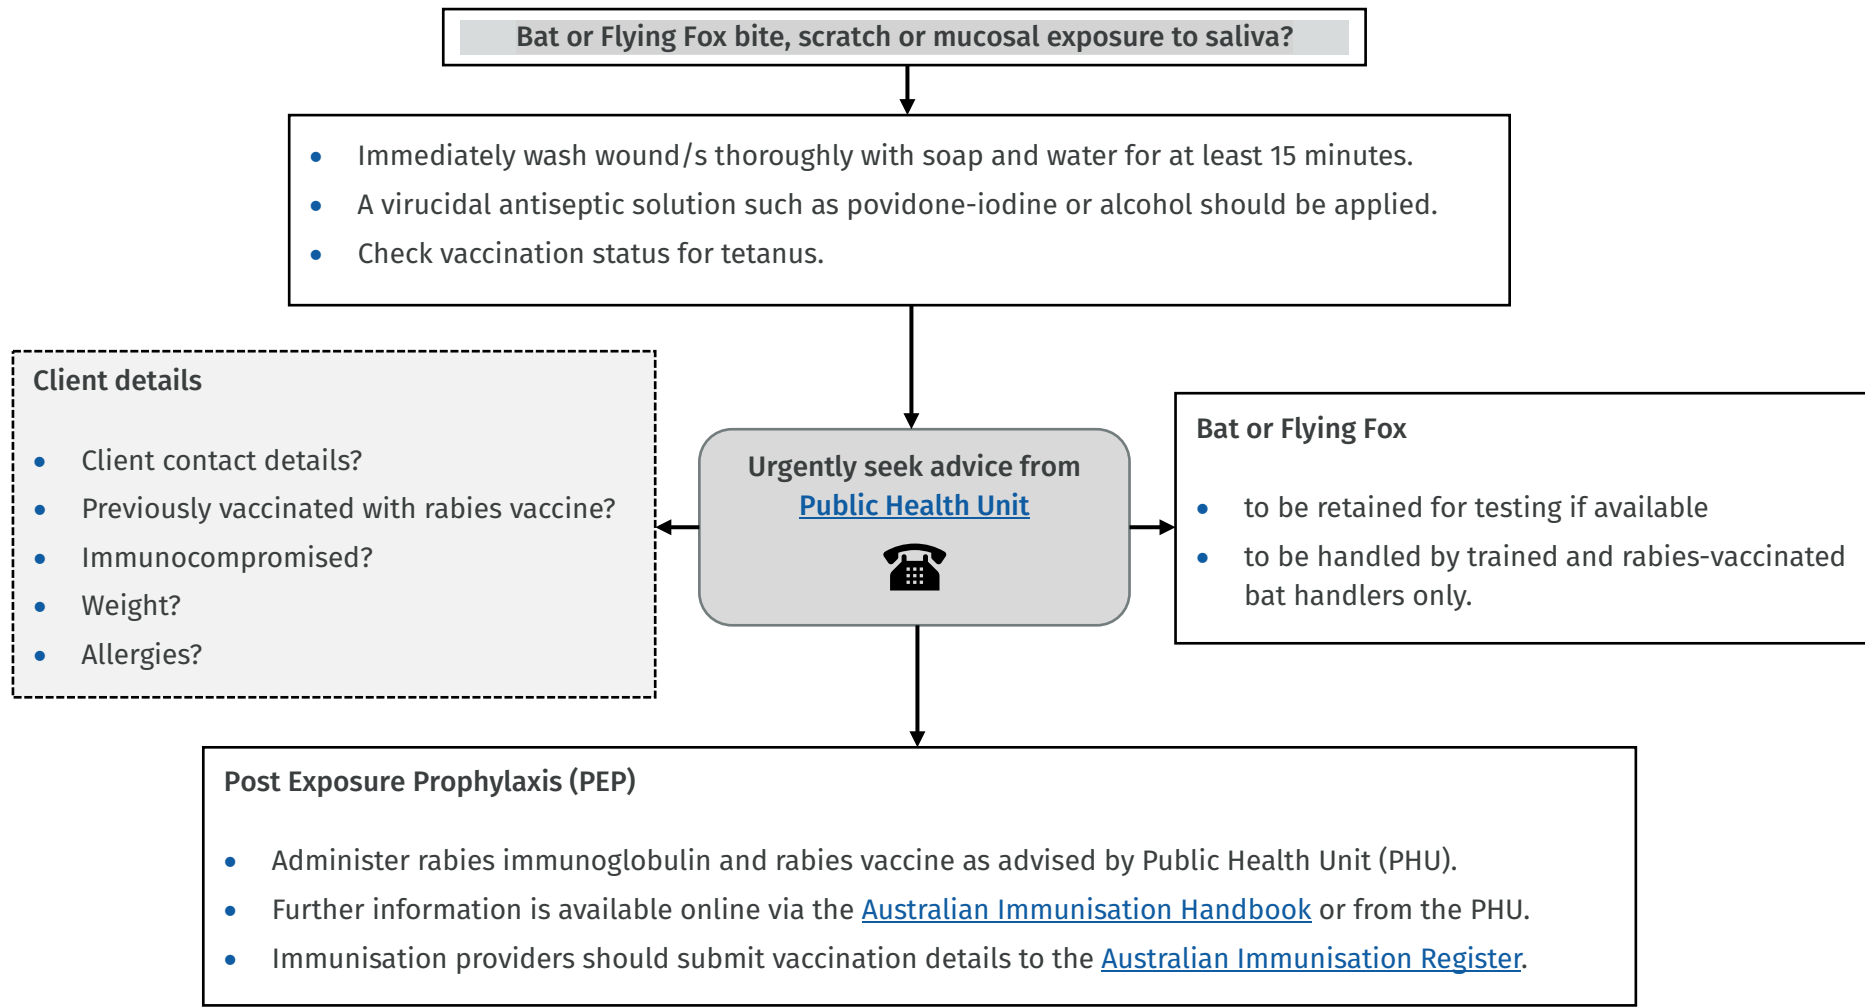 Bat or Flying Fox bite, scratch or mucosal exposure to saliva?
• Immediately wash wound/s thoroughly with soap and water for at least 15 minutes.
• A virucidal antiseptic solution such as povidone-iodine or alcohol should be applied.
• Check vaccination status for tetanus.
Client details
• Client contact details?
• Previously vaccinated with rabies vaccine?
• Immunocompromised?
• Weight?
• Allergies?
Urgently seek advice from
Public Health Unit
Bat or Flying Fox
• to be retained for testing if available
• to be handled by trained and rabies-vaccinated
bat handlers only.
Post Exposure Prophylaxis (PEP)
• Administer rabies immunoglobulin and rabies vaccine as advised by Public Health Unit (PHU).
• Further information is available online via the Australian Immunisation Handbook or from the PHU.
• Immunisation providers should submit vaccination details to the Australian Immunisation Register.